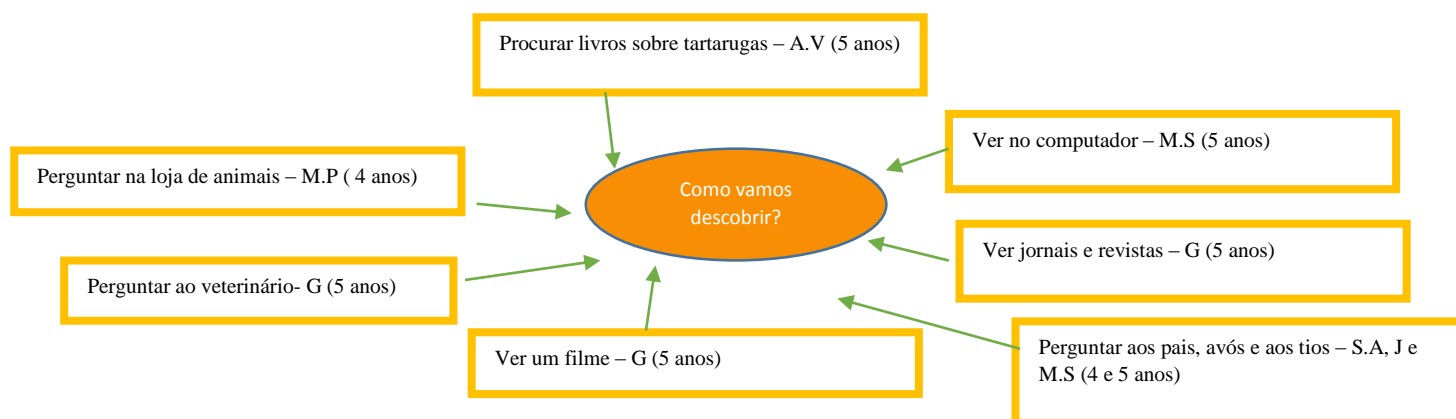 Procurar livros sobre tartarugas – A.V (5 anos)
Ver no computador – M.S (5 anos)
Perguntar na loja de animais – M.P ( 4 anos)
Como vamos
descobrir?
Ver jornais e revistas – G (5 anos)
Perguntar ao veterinário- G (5 anos)
Ver um filme – G (5 anos)
Perguntar aos pais, avós e aos tios – S.A, J e
M.S (4 e 5 anos)